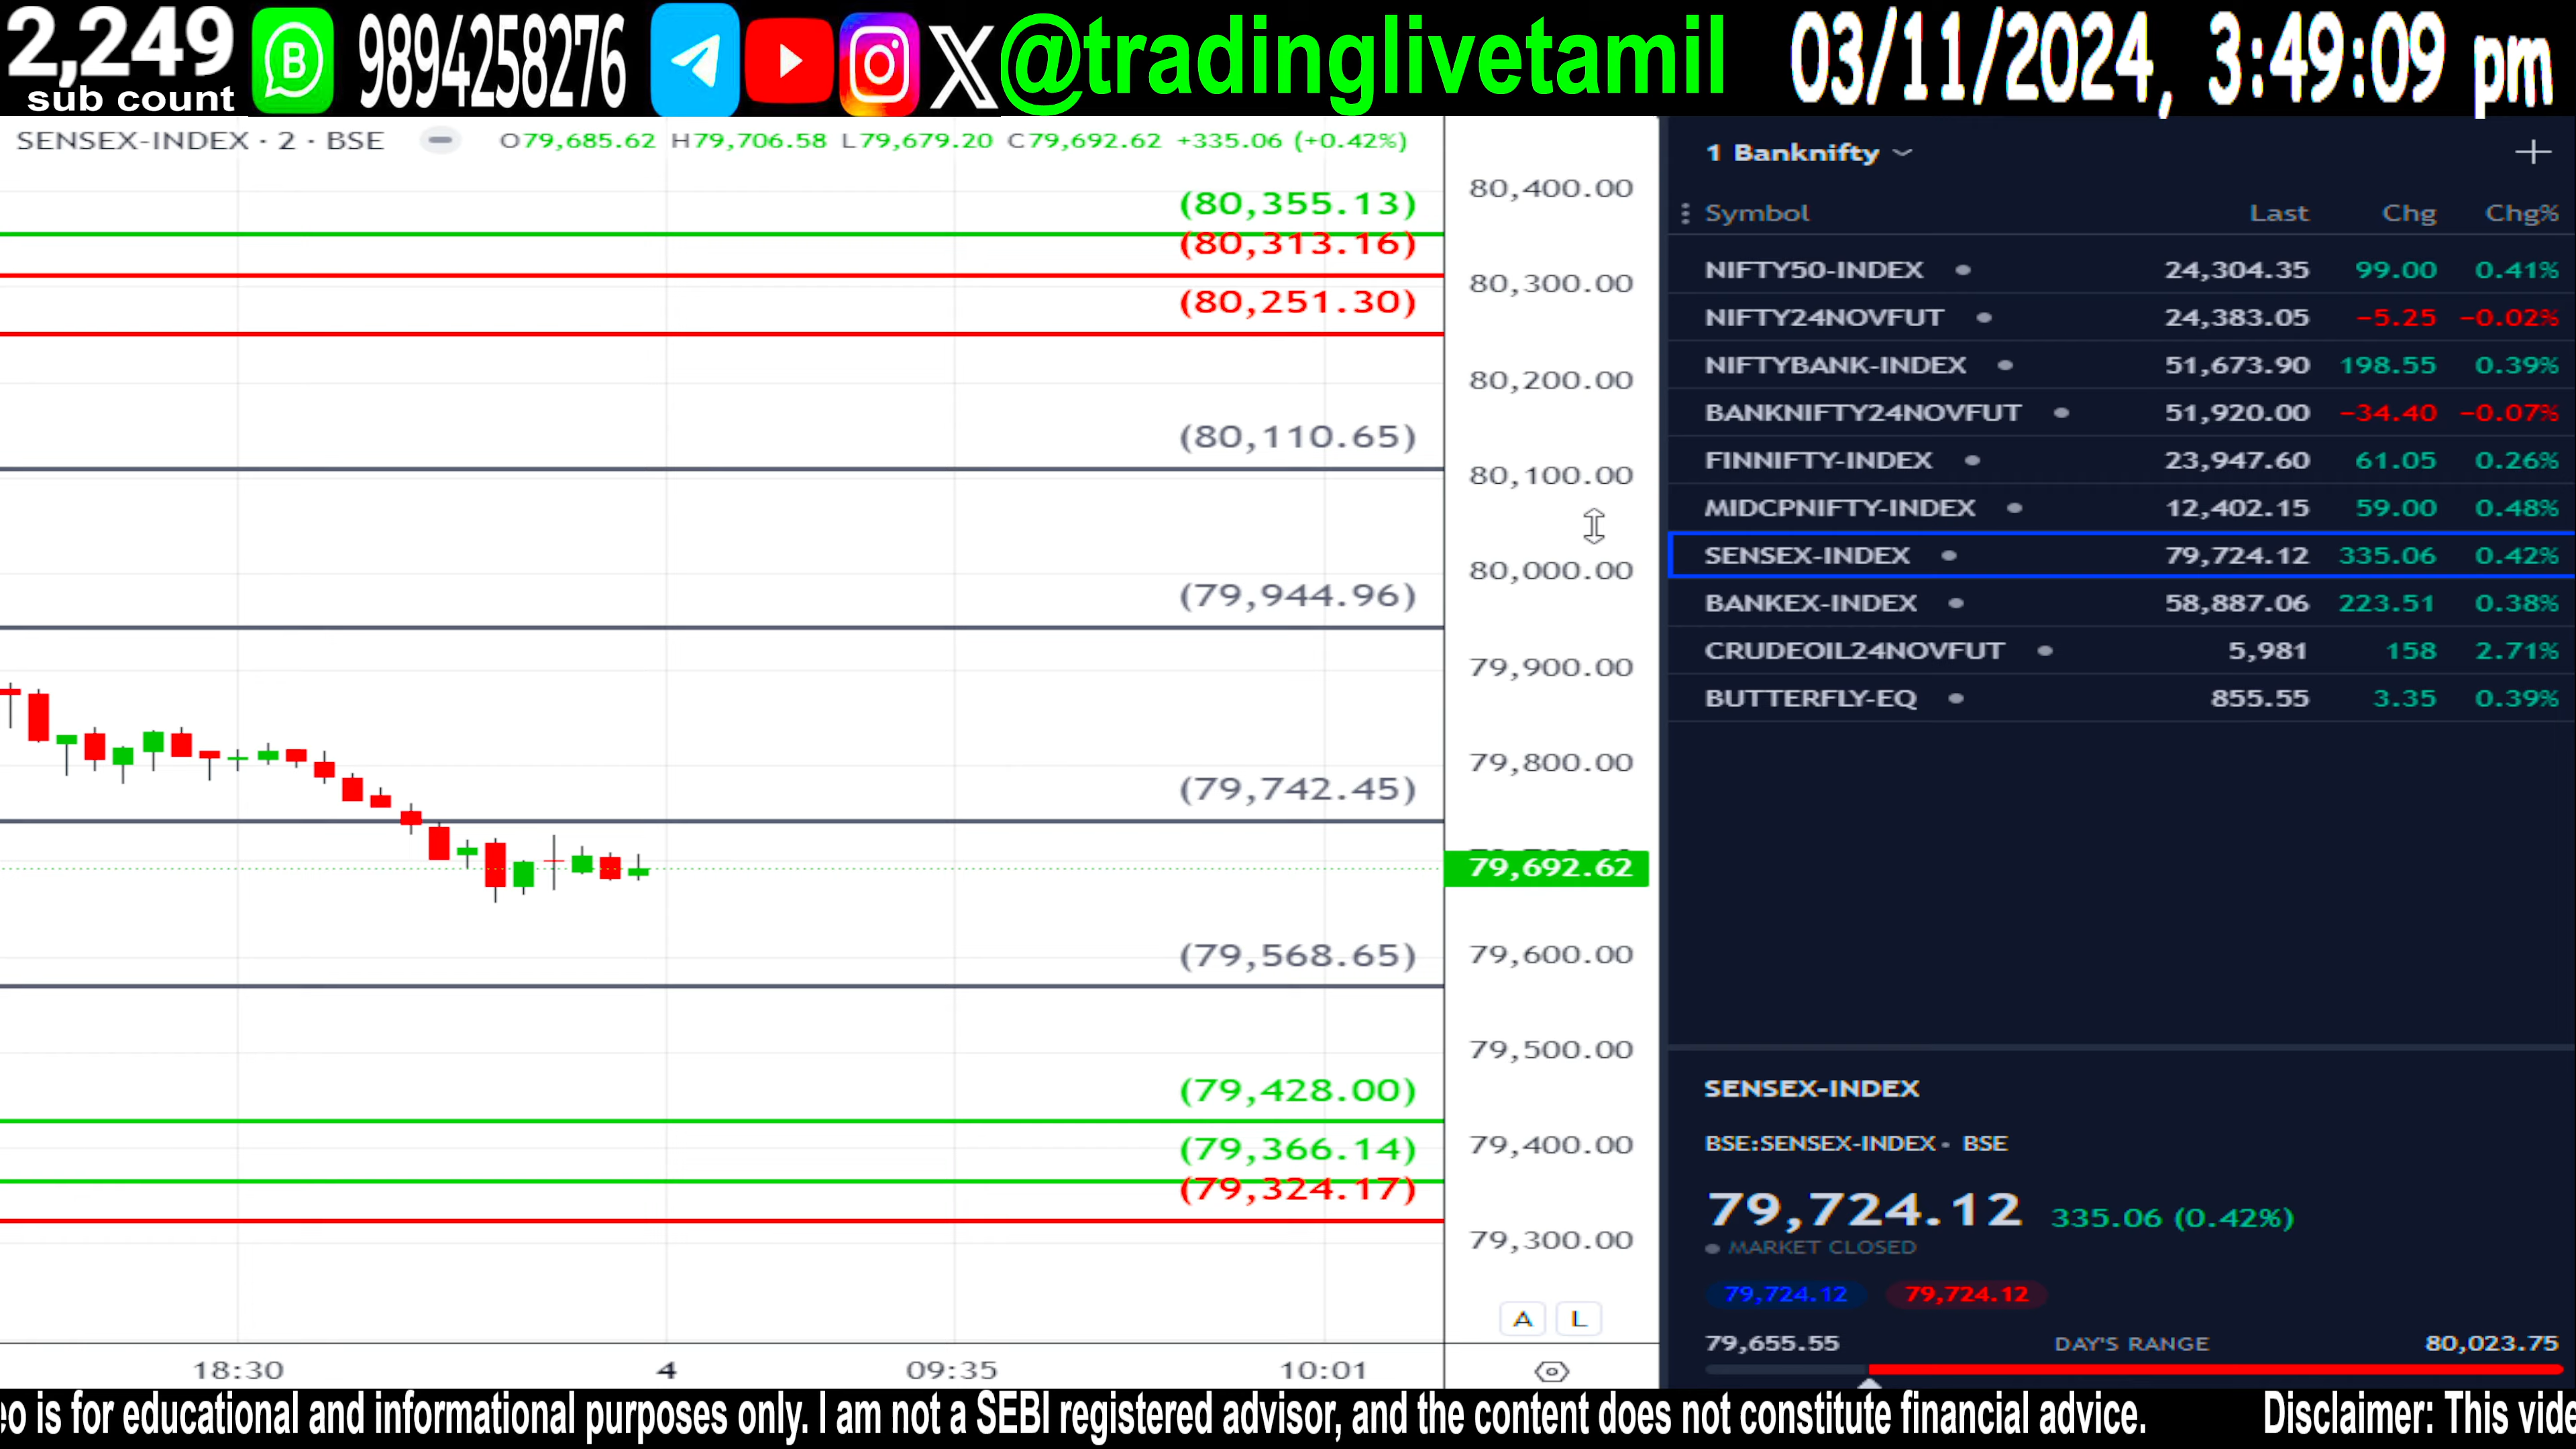 2,249
sub count
9894258276
@tradinglivetamil
03/11/2024, 3:49:09 pm
SENSEX-INDEX · 2 · BSE
O79,685.62 H79,706.58 L79,679.20 C79,692.62 +335.06 (+0.42%)
(80,355.13)
(80,313.16)
(80,251.30)
(80,110.65)
(79,944.96)
(79,742.45)
(79,568.65)
(79,428.00)
(79,366.14)
(79,324.17)
80,400.00
80,300.00
80,200.00
80,100.00
80,000.00
79,900.00
79,800.00
79,692.62
79,600.00
79,500.00
79,400.00
79,300.00
A L
18:30 4 09:35 10:01
1 Banknifty
Symbol Last Chg Chg%
NIFTY50-INDEX 24,304.35 99.00 0.41%
NIFTY24NOVFUT 24,383.05 −5.25 −0.02%
NIFTYBANK-INDEX 51,673.90 198.55 0.39%
BANKNIFTY24NOVFUT 51,920.00 −34.40 −0.07%
FINNIFTY-INDEX 23,947.60 61.05 0.26%
MIDCPNIFTY-INDEX 12,402.15 59.00 0.48%
SENSEX-INDEX 79,724.12 335.06 0.42%
BANKEX-INDEX 58,887.06 223.51 0.38%
CRUDEOIL24NOVFUT 5,981 158 2.71%
BUTTERFLY-EQ 855.55 3.35 0.39%
SENSEX-INDEX
BSE:SENSEX-INDEX • BSE
79,724.12 335.06 (0.42%)
MARKET CLOSED
79,724.12 79,724.12
79,655.55 DAY'S RANGE 80,023.75
eo is for educational and informational purposes only. I am not a SEBI registered advisor, and the content does not constitute financial advice. Disclaimer: This vide